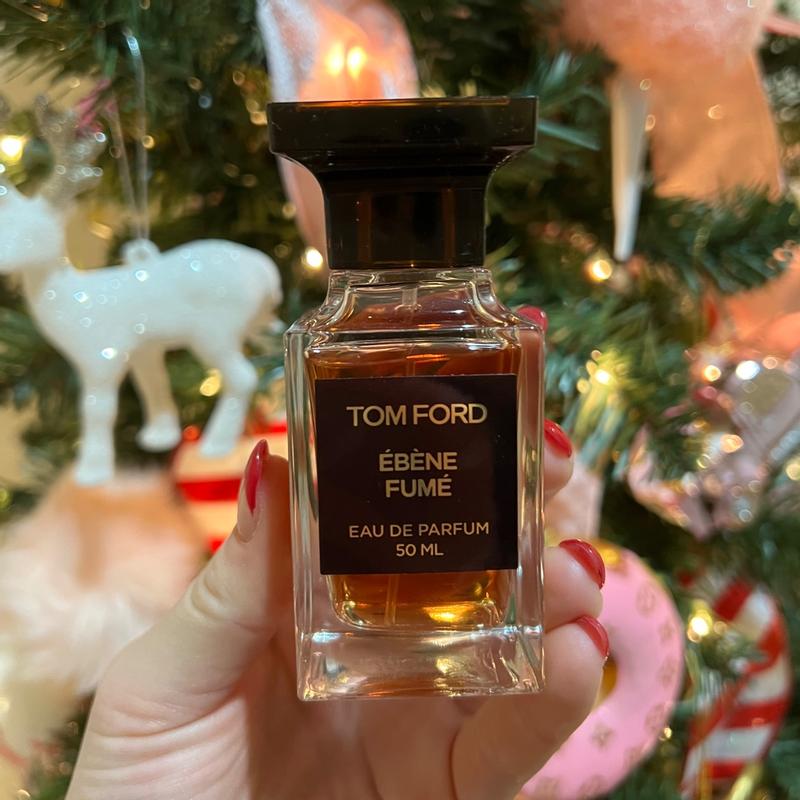 TOM FORD
ÉBÈNE
FUMÉ
EAU DE PARFUM
50 ML